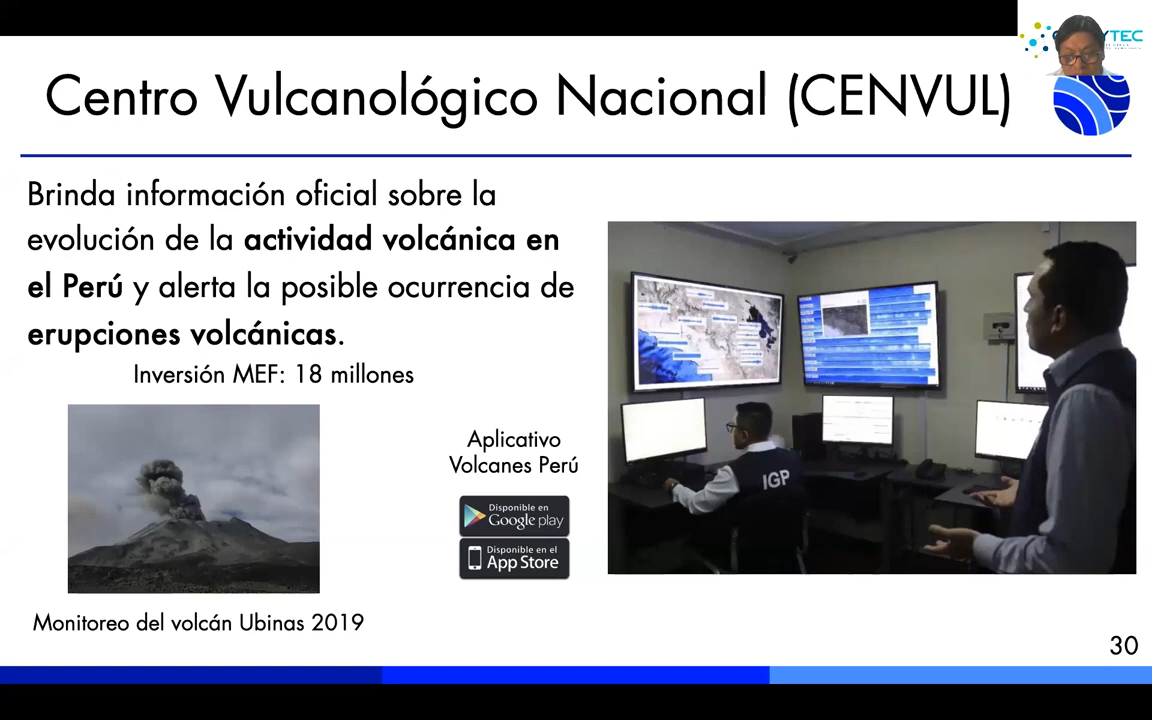 YTEC
Centro Vulcanológico Nacional (CENVUL)
Brinda información oficial sobre la
evolución de la actividad volcánica en
el Perú y alerta la posible ocurrencia de
erupciones volcánicas.
Inversión MEF: 18 millones
Aplicativo
Volcanes Perú
Disponible en
Google play
Disponible en el
App Store
IGP
Monitoreo del volcán Ubinas 2019
30